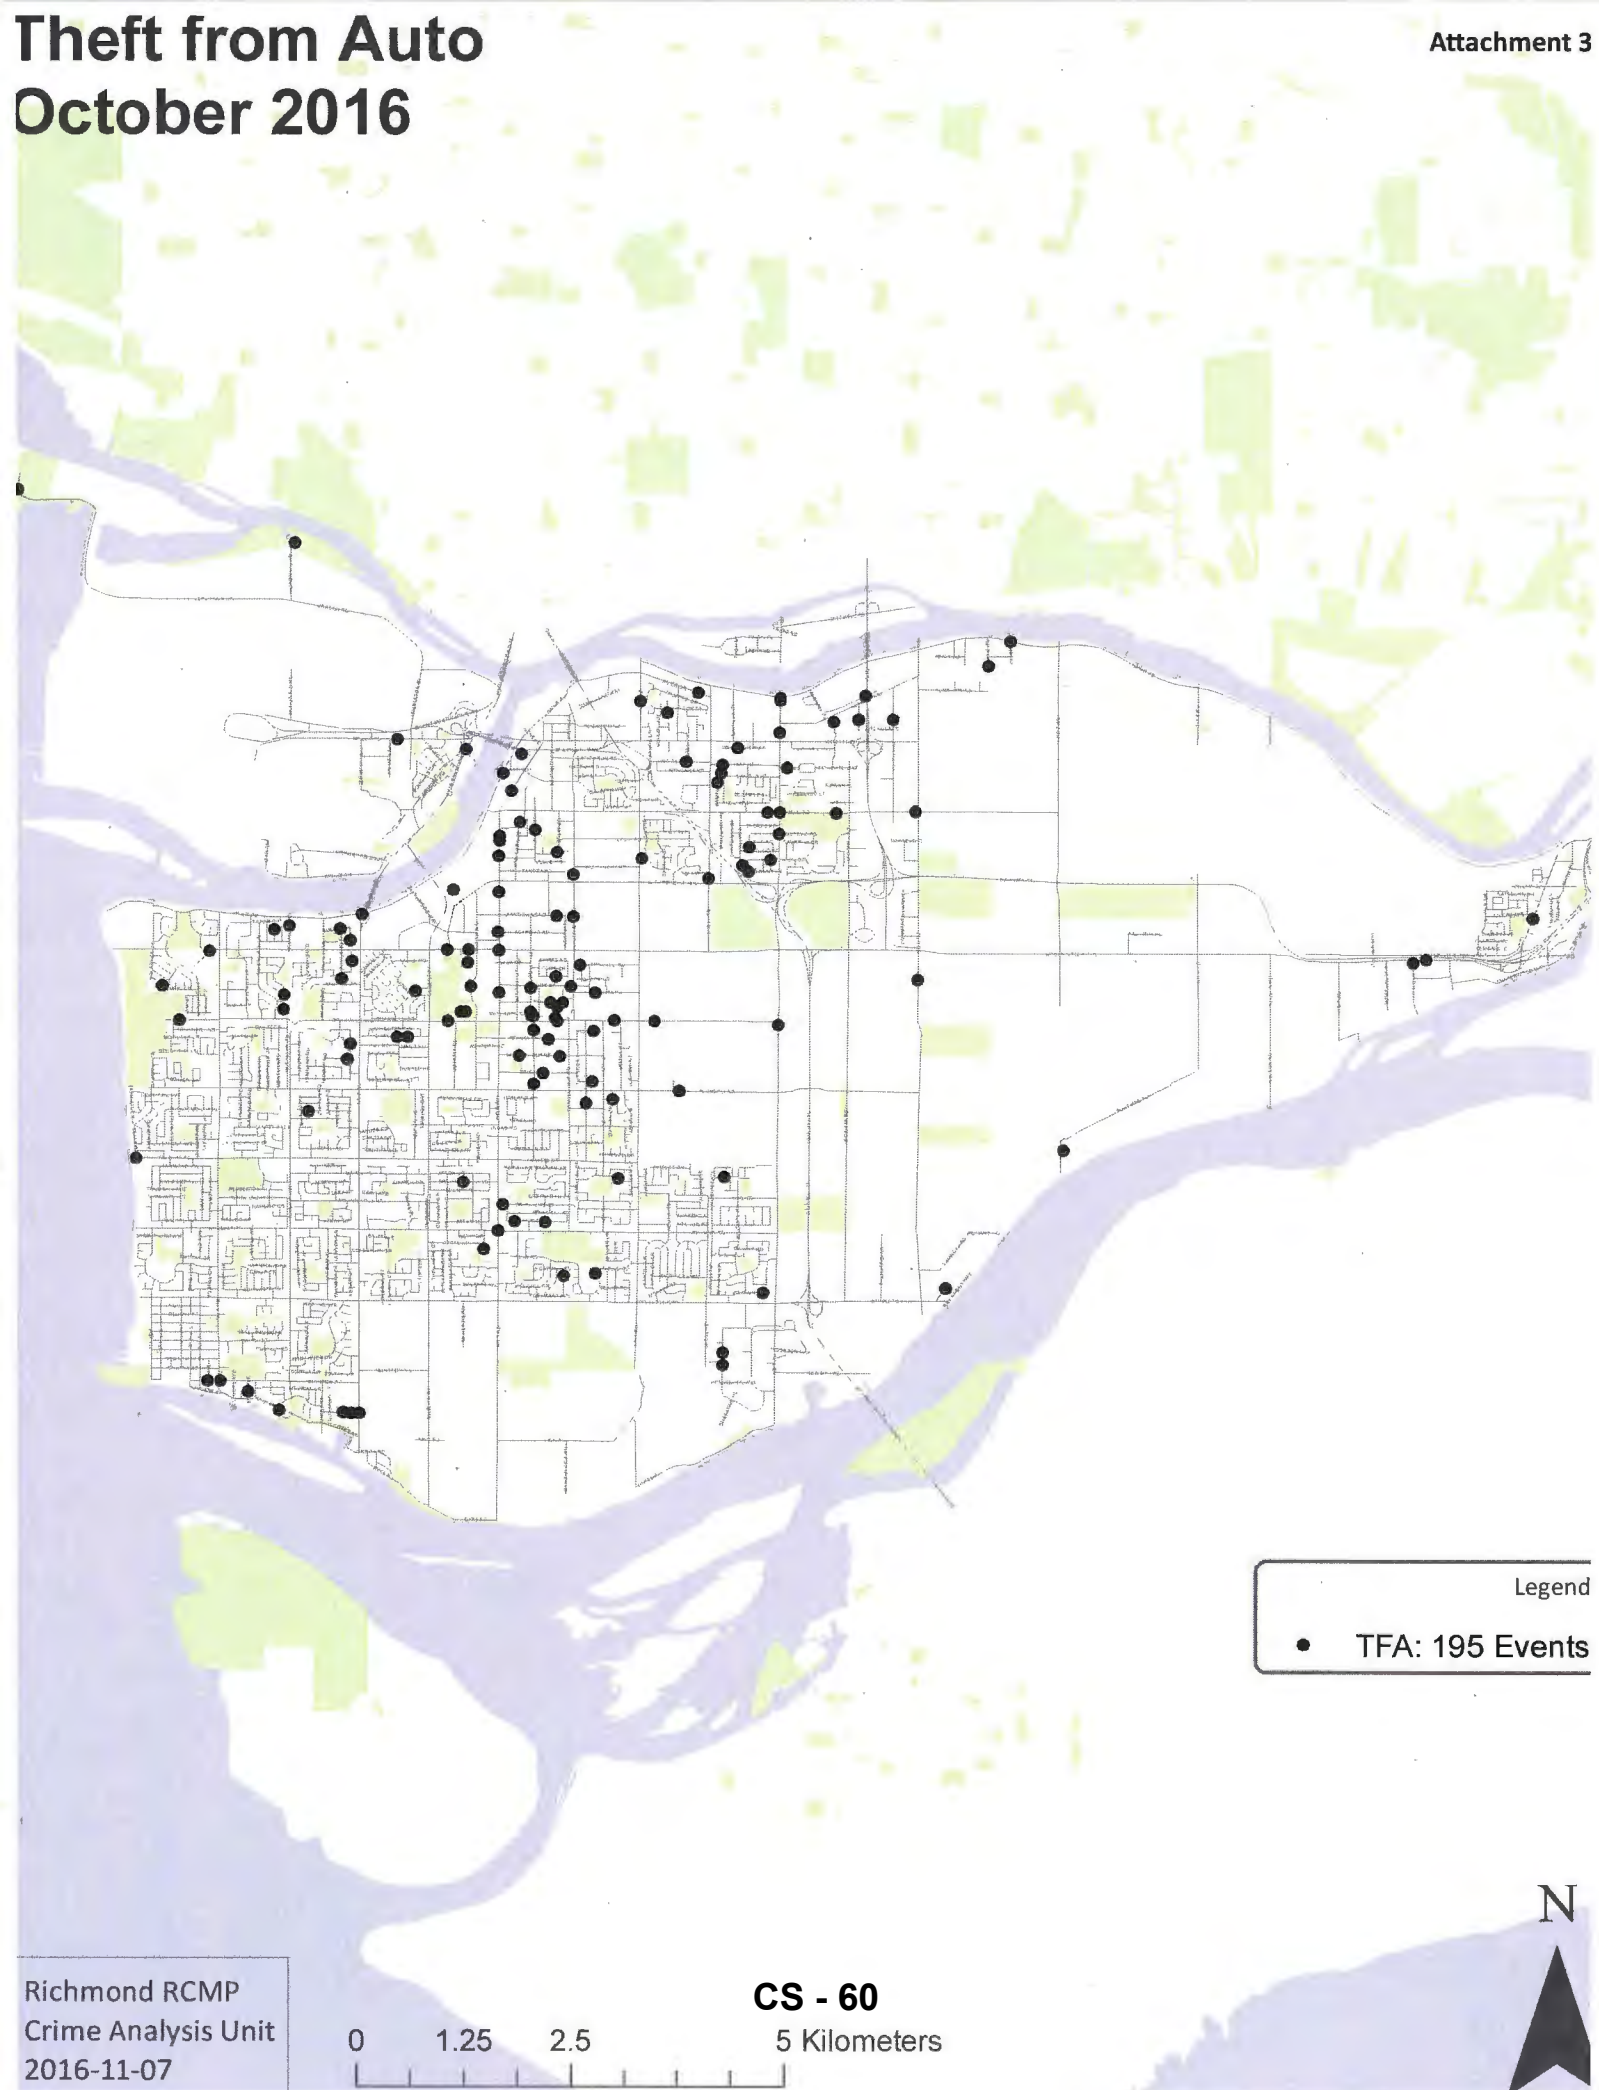 Theft from Auto
October 2016
Attachment 3
Legend
TFA: 195 Events
N
Richmond RCMP
Crime Analysis Unit
2016-11-07
CS - 60
0 1.25 2.5 5 Kilometers